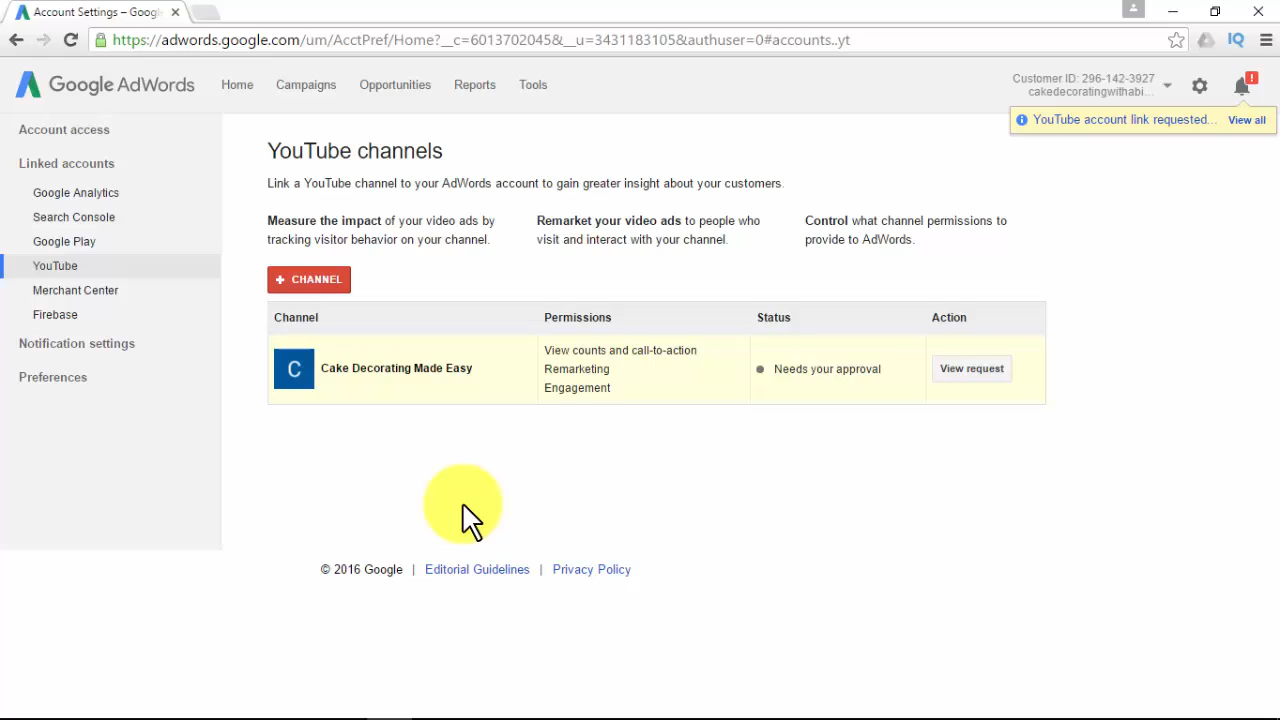 Account Settings – Googl
https://adwords.google.com/um/AcctPref/Home?__c=6013702045&__u=3431183105&authuser=0#accounts..yt
IQ
Google AdWords
Home
Campaigns
Opportunities
Reports
Tools
Customer ID: 296-142-3927
cakedecoratingwithabi...
!
YouTube account link requested...
View all
Account access
Linked accounts
Google Analytics
Search Console
Google Play
YouTube
Merchant Center
Firebase
Notification settings
Preferences
YouTube channels
Link a YouTube channel to your AdWords account to gain greater insight about your customers.
Measure the impact of your video ads by
tracking visitor behavior on your channel.
Remarket your video ads to people who
visit and interact with your channel.
Control what channel permissions to
provide to AdWords.
+ CHANNEL
Channel
Permissions
Status
Action
C
Cake Decorating Made Easy
View counts and call-to-action
Remarketing
Engagement
Needs your approval
View request
© 2016 Google | Editorial Guidelines | Privacy Policy